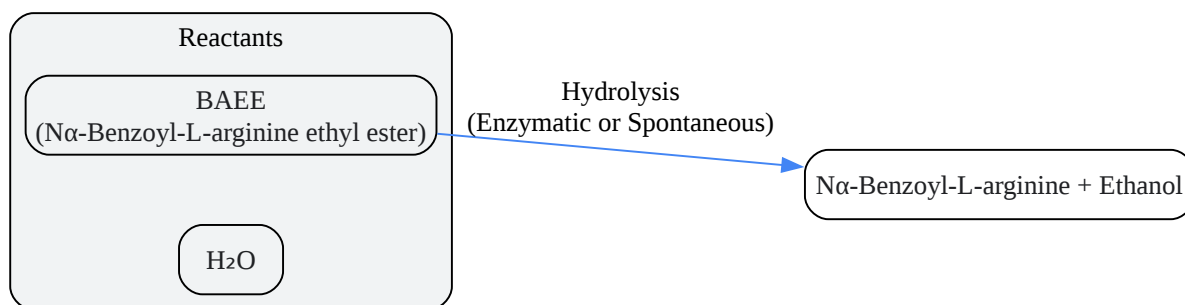 Reactants
BAEE
(Nα-Benzoyl-L-arginine ethyl ester)
H₂O
Hydrolysis
(Enzymatic or Spontaneous)
Nα-Benzoyl-L-arginine + Ethanol